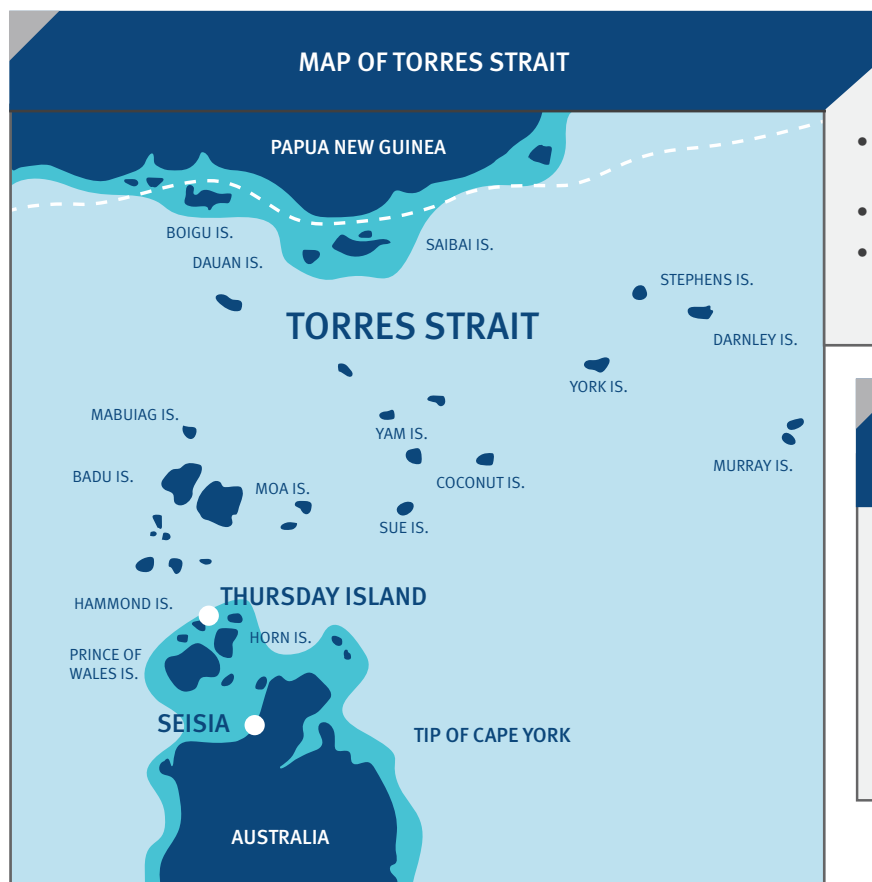 MAP OF TORRES STRAIT
PAPUA NEW GUINEA
BOIGU IS.
SAIBAI IS.
DAUAN IS.
STEPHENS IS.
TORRES STRAIT
DARNLEY IS.
YORK IS.
MABUIAG IS.
YAM IS.
MURRAY IS.
BADU IS.
MOA IS.
COCONUT IS.
SUE IS.
THURSDAY ISLAND
HAMMOND IS.
HORN IS.
PRINCE OF
WALES IS.
SEISIA
TIP OF CAPE YORK
AUSTRALIA